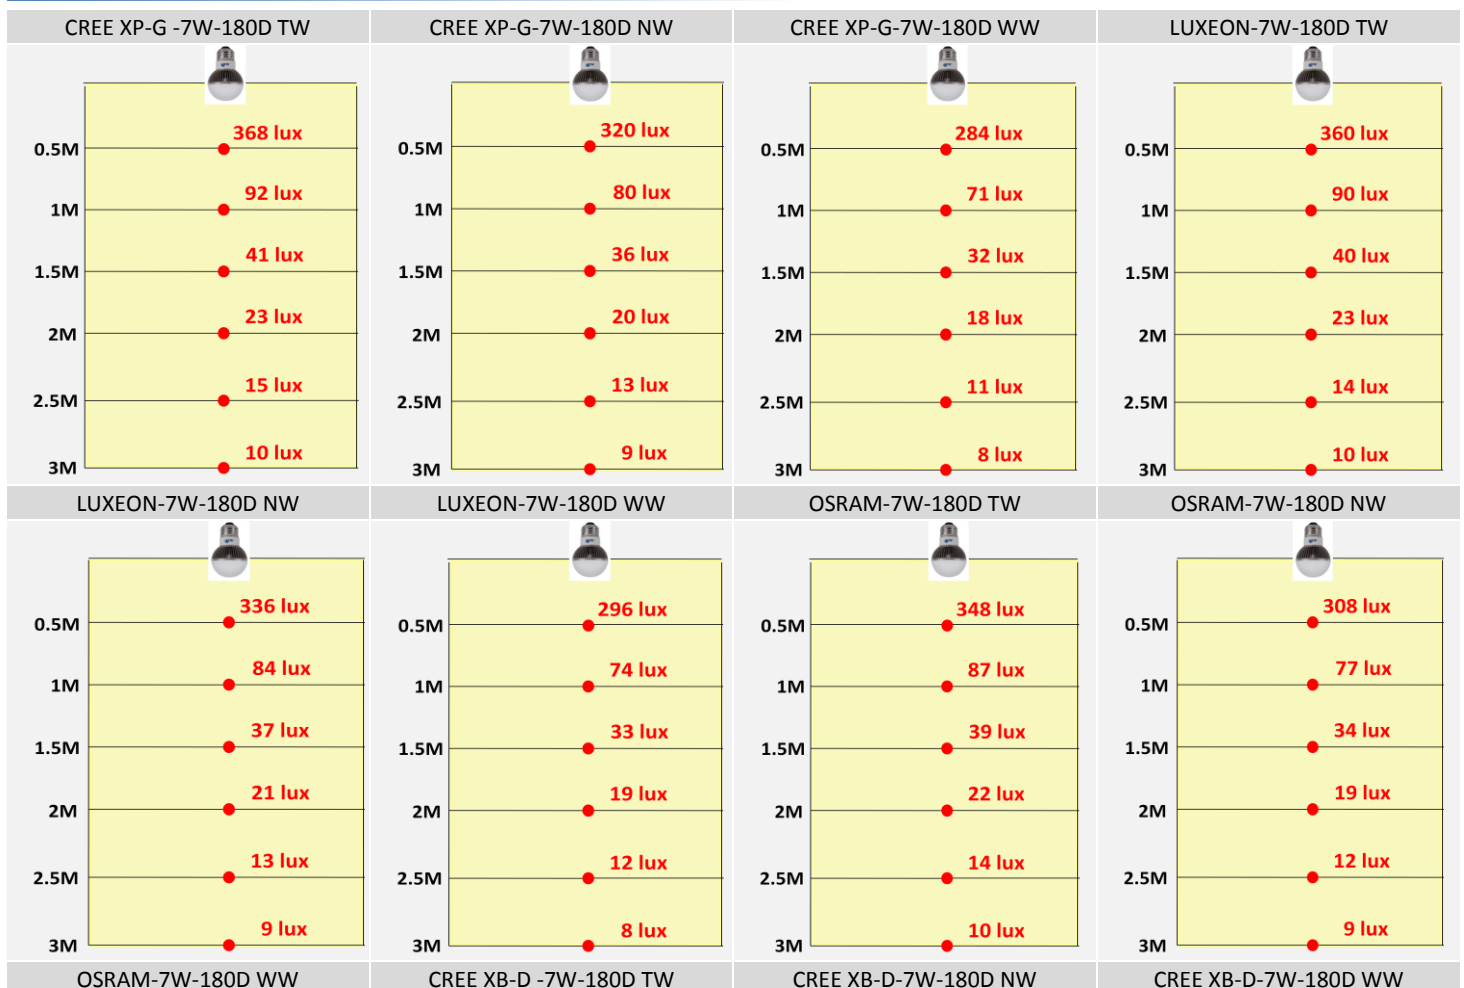 CREE XP-G -7W-180D TW
CREE XP-G-7W-180D NW
CREE XP-G-7W-180D WW
LUXEON-7W-180D TW
0.5M 368 lux
1M 92 lux
1.5M 41 lux
2M 23 lux
2.5M 15 lux
3M 10 lux
0.5M 320 lux
1M 80 lux
1.5M 36 lux
2M 20 lux
2.5M 13 lux
3M 9 lux
0.5M 284 lux
1M 71 lux
1.5M 32 lux
2M 18 lux
2.5M 11 lux
3M 8 lux
0.5M 360 lux
1M 90 lux
1.5M 40 lux
2M 23 lux
2.5M 14 lux
3M 10 lux
LUXEON-7W-180D NW
LUXEON-7W-180D WW
OSRAM-7W-180D TW
OSRAM-7W-180D NW
0.5M 336 lux
1M 84 lux
1.5M 37 lux
2M 21 lux
2.5M 13 lux
3M 9 lux
0.5M 296 lux
1M 74 lux
1.5M 33 lux
2M 19 lux
2.5M 12 lux
3M 8 lux
0.5M 348 lux
1M 87 lux
1.5M 39 lux
2M 22 lux
2.5M 14 lux
3M 10 lux
0.5M 308 lux
1M 77 lux
1.5M 34 lux
2M 19 lux
2.5M 12 lux
3M 9 lux
OSRAM-7W-180D WW
CREE XB-D -7W-180D TW
CREE XB-D-7W-180D NW
CREE XB-D-7W-180D WW